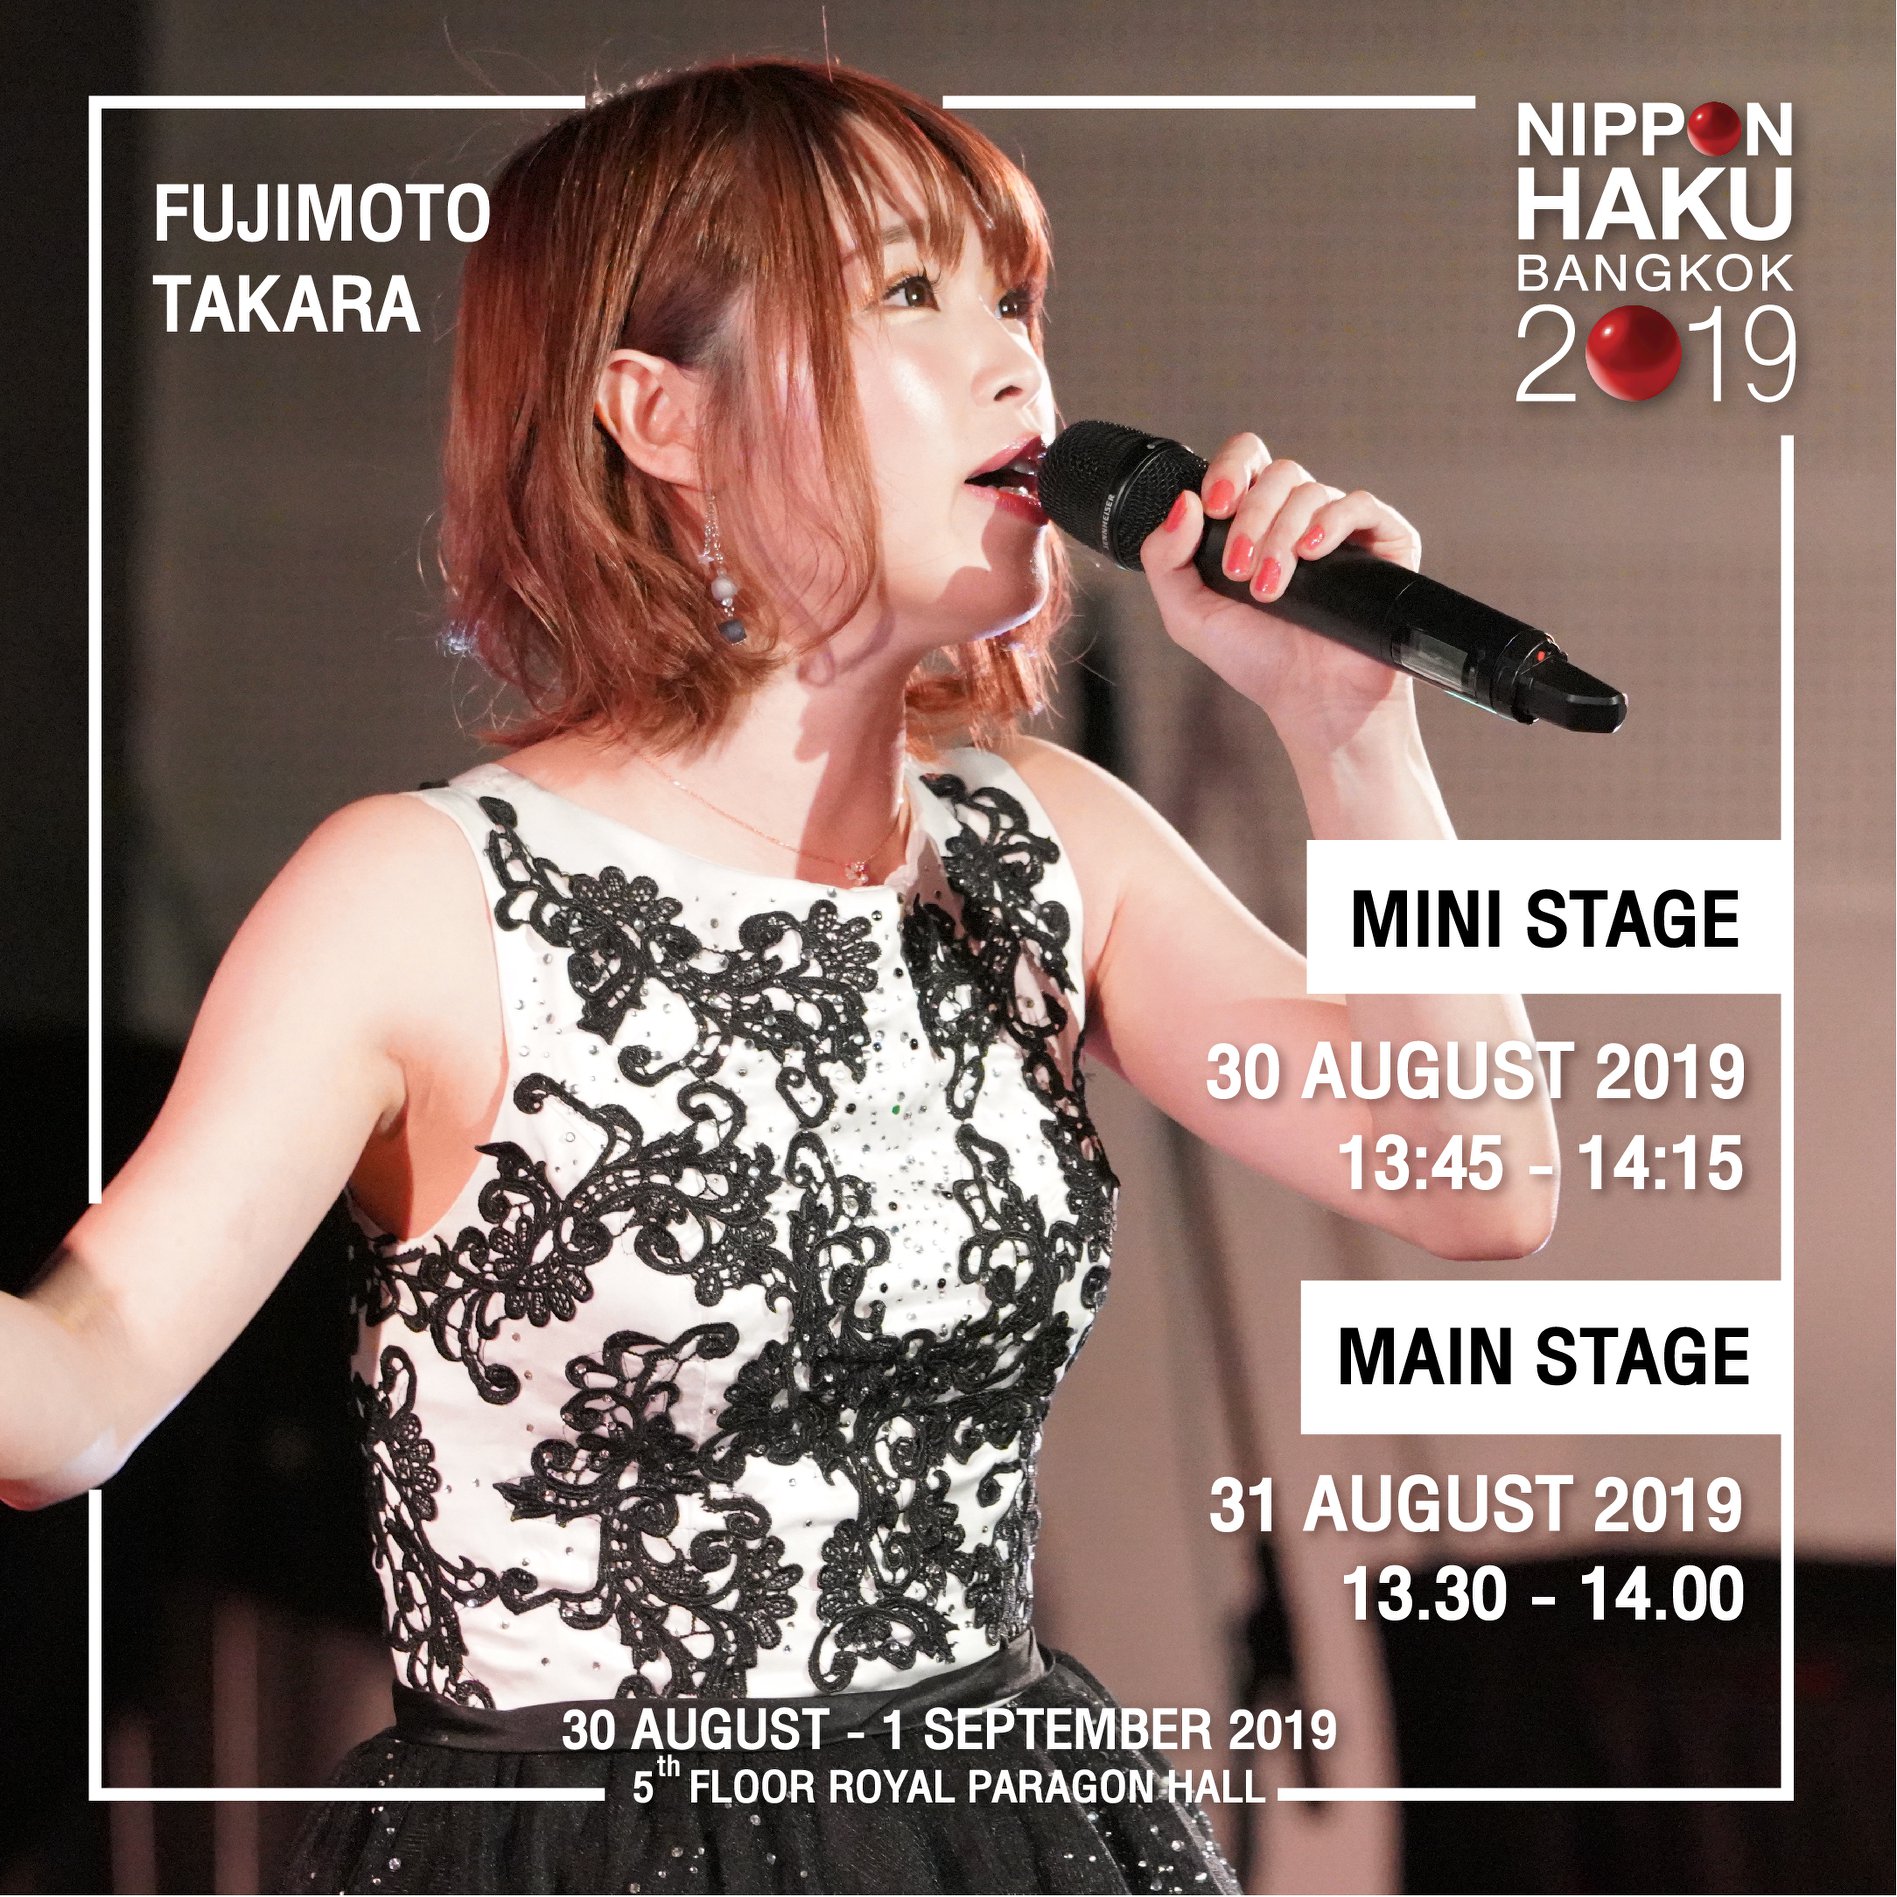 FUJIMOTO
TAKARA
NIPPON
HAKU
BANGKOK
2019
SENNHEISER
MINI STAGE
30 AUGUST 2019
13:45 - 14:15
MAIN STAGE
31 AUGUST 2019
13.30 - 14.00
30 AUGUST - 1 SEPTEMBER 2019
5th FLOOR ROYAL PARAGON HALL